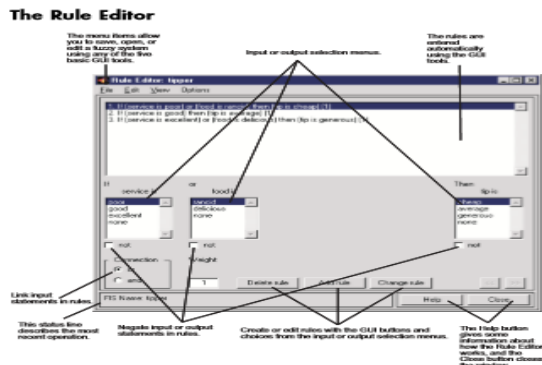 The Rule Editor
The menu items allow
you to save, open, or
edit a fuzzy system
using any of the five
basic GUI tools.
Input or output selection menus.
The rules are
entered
automatically
using the GUI
tools.
Rule Editor: tipper
File Edit View Options
1. If (service is poor) or (food is rancid) then (tip is cheap) (1)
2. If (service is good) then (tip is average) (1)
3. If (service is excellent) or (food is delicious) then (tip is generous) (1)
If
service is
or
food is
Then
tip is
poor
good
excellent
none
rancid
delicious
none
cheap
average
generous
none
not
not
not
Connection
or
and
Weight
1
Delete rule
Add rule
Change rule
FIS Name: tipper
Help
Close
Link input
statements in rules.
This status line
describes the most
recent operation.
Negate input or output
statements in rules.
Create or edit rules with the GUI buttons and
choices from the input or output selection menus.
The Help button
gives some
information about
how the Rule Editor
works, and the
Close button closes
the window.